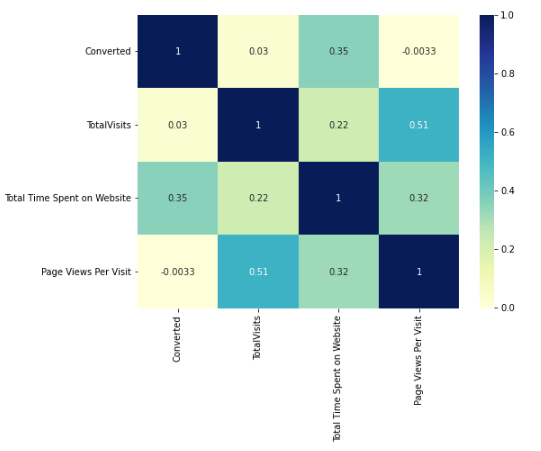 Converted 1 0.03 0.35 -0.0033
TotalVisits 0.03 1 0.22 0.51
Total Time Spent on Website 0.35 0.22 1 0.32
Page Views Per Visit -0.0033 0.51 0.32 1
Converted
TotalVisits
Total Time Spent on Website
Page Views Per Visit
1.0
0.8
0.6
0.4
0.2
0.0